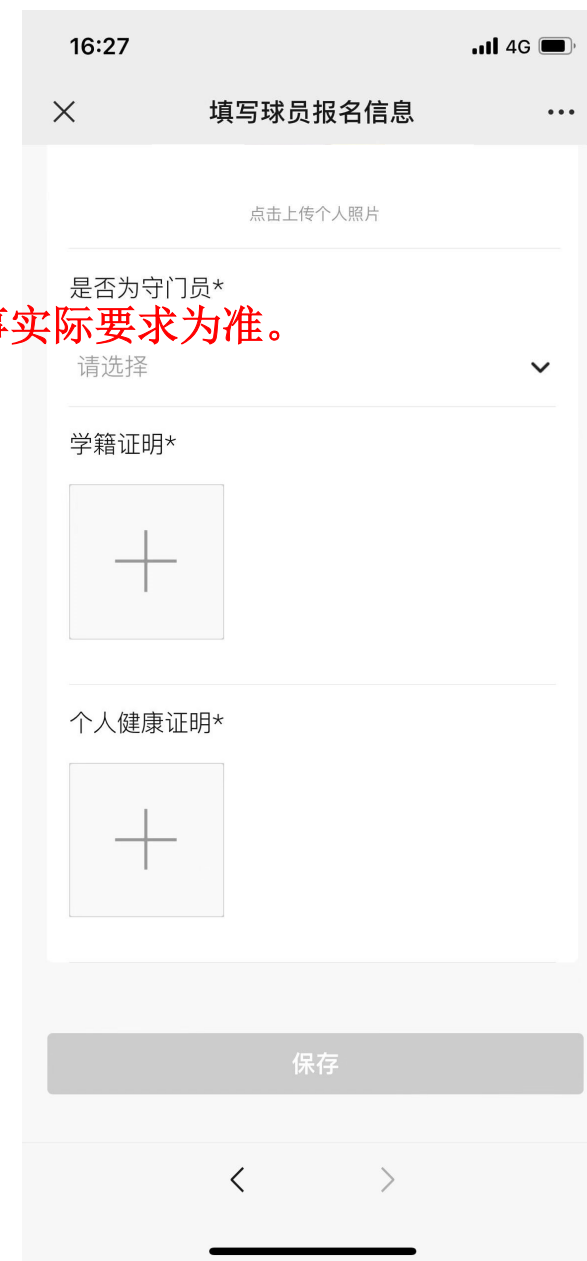 16:27
4G
填写球员报名信息
点击上传个人照片
是否为守门员*
实际要求为准。
请选择
学籍证明*
个人健康证明*
保存